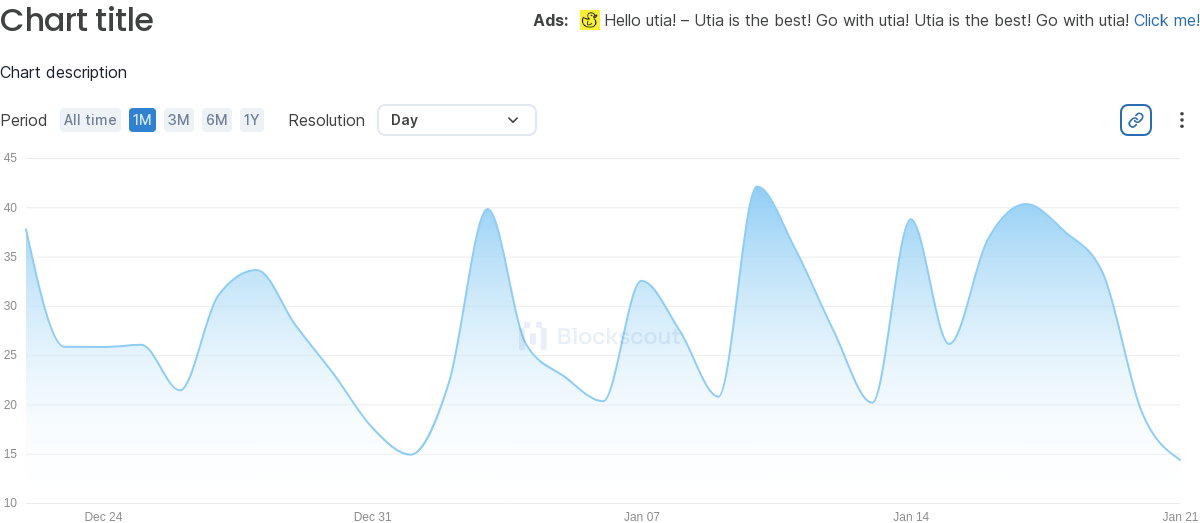 Chart title
Ads: Hello utia! – Utia is the best! Go with utia! Utia is the best! Go with utia! Click me!
Chart description
Period All time 1M 3M 6M 1Y Resolution Day
45
40
35
30
25
20
15
10
Blockscout
Dec 24 Dec 31 Jan 07 Jan 14 Jan 21